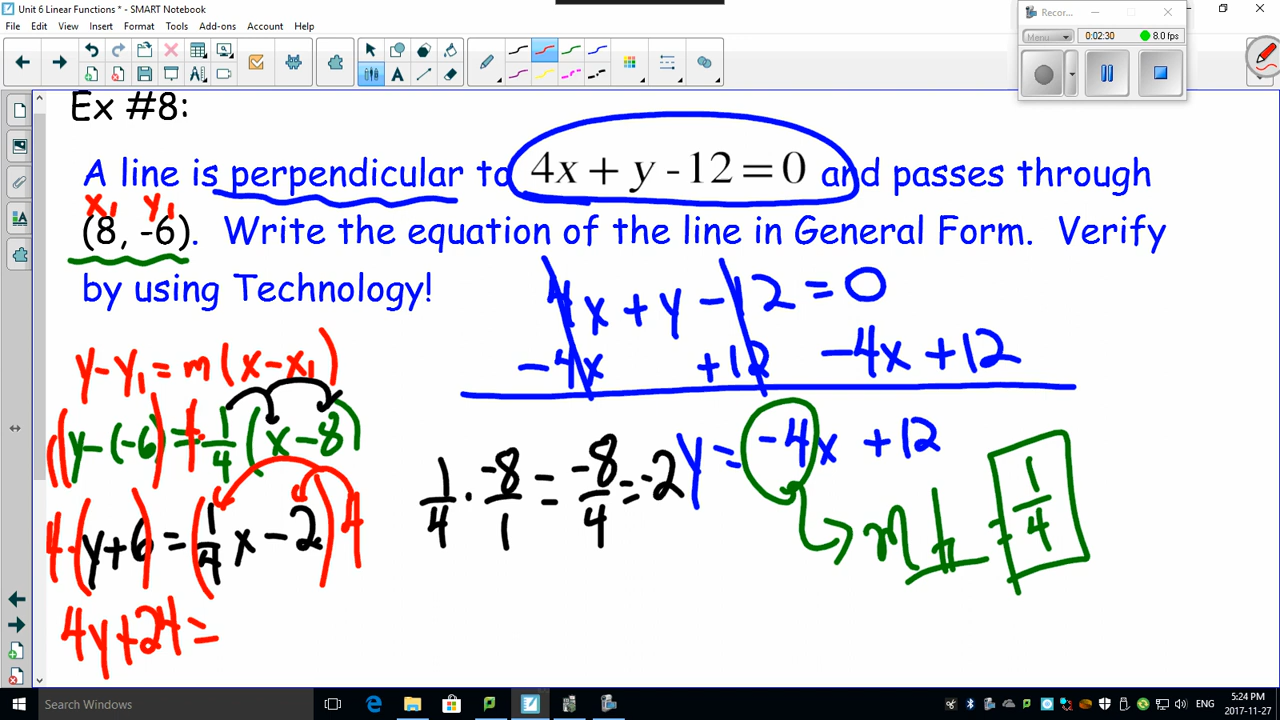 Unit 6 Linear Functions * - SMART Notebook
File Edit View Insert Format Tools Add-ons Account Help
Recor...
Menu 0:02:30 8.0 fps
Ex #8:
A line is perpendicular to 4x + y - 12 = 0 and passes through
x₁ y₁
(8, -6). Write the equation of the line in General Form. Verify
by using Technology!
4x + y - 12 = 0
-4x +12 -4x + 12
y = -4x + 12
m ⊥ = 1/4
y - y₁ = m(x - x₁)
(y - (-6)) = 1/4 (x - 8)
1/4 · -8/1 = -8/4 = -2
4·(y + 6) = (1/4 x - 2) 4
4y + 24 =
Search Windows
ENG
5:24 PM
2017-11-27